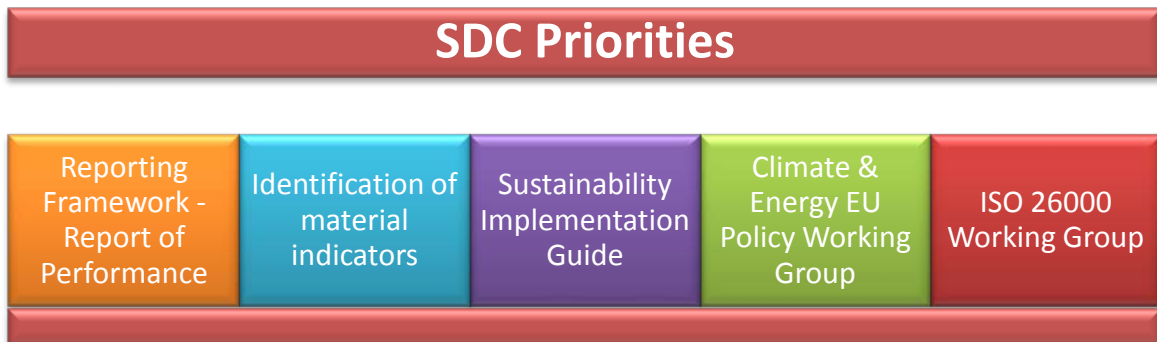 SDC Priorities
Reporting
Framework -
Report of
Performance
Identification of
material
indicators
Sustainability
Implementation
Guide
Climate &
Energy EU
Policy Working
Group
ISO 26000
Working Group